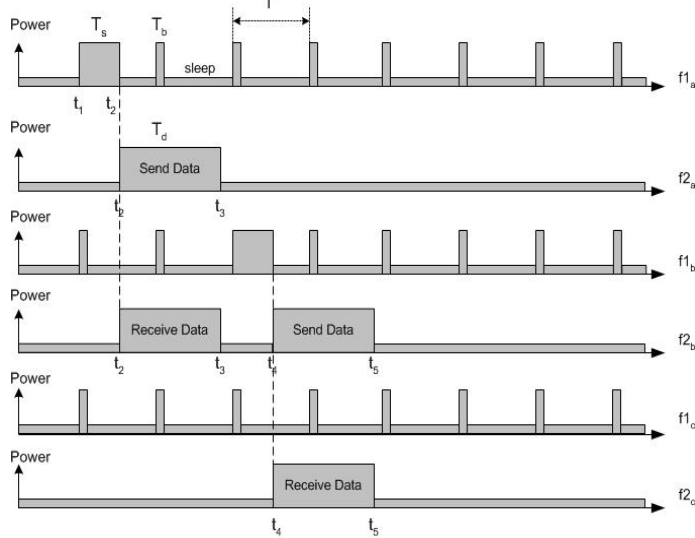 Power
T_s
T_b
T
sleep
t_1
t_2
f1_a
Power
T_d
Send Data
t_2
t_3
f2_a
Power
f1_b
Power
Receive Data
Send Data
t_2
t_3
t_4
t_5
f2_b
Power
f1_c
Power
Receive Data
t_4
t_5
f2_c